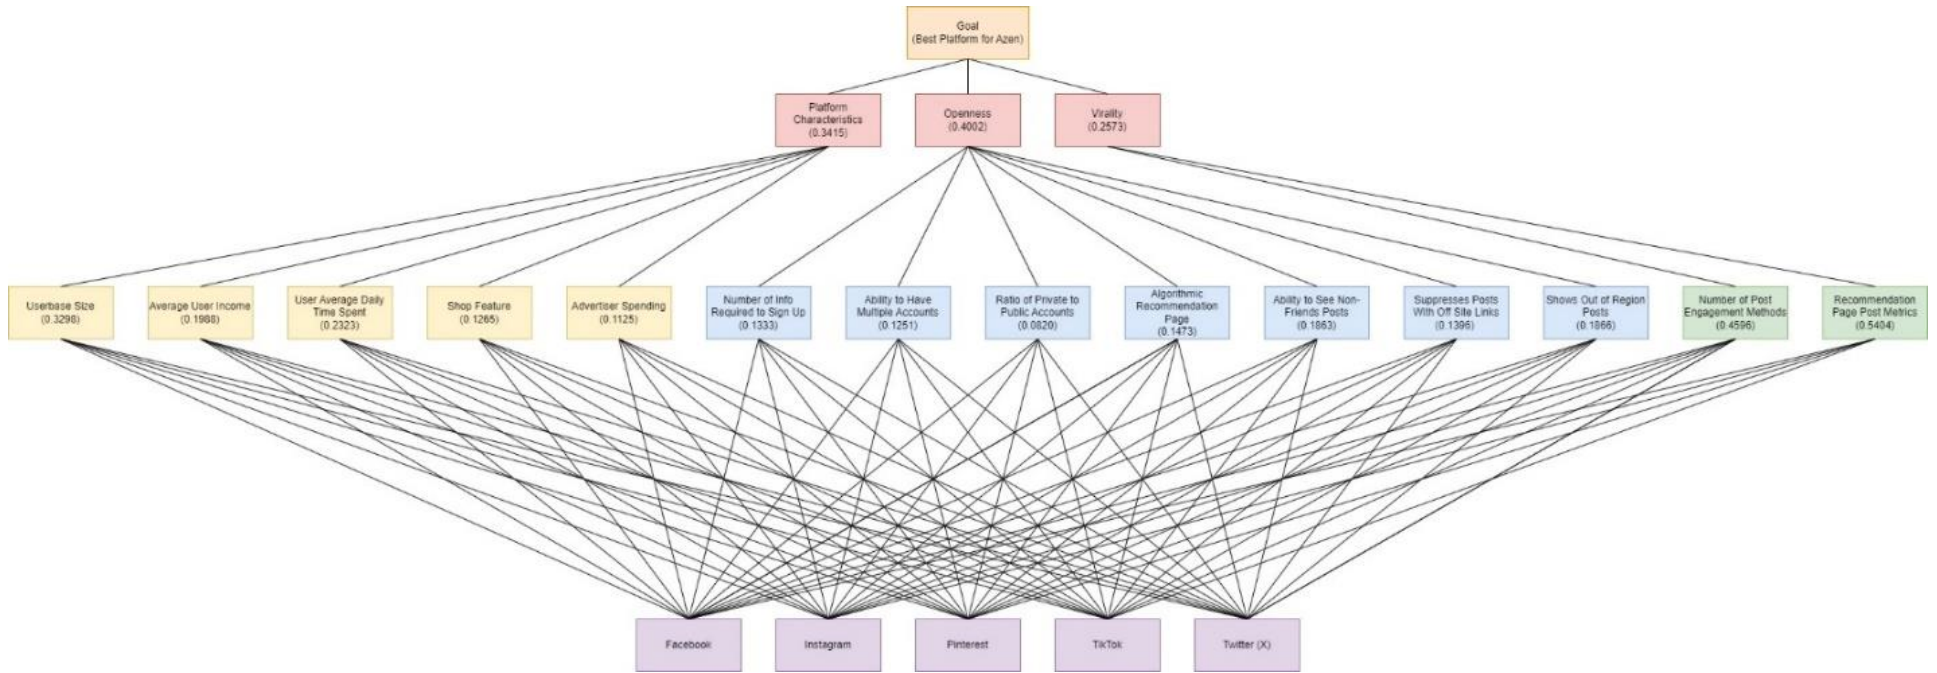 Goal
(Best Platform for Azen)
Platform
Characteristics
(0.3415)
Openness
(0.4002)
Virality
(0.2573)
Userbase Size
(0.3298)
Average User Income
(0.1988)
User Average Daily
Time Spent
(0.2323)
Shop Feature
(0.1265)
Advertiser Spending
(0.1125)
Number of Info
Required to Sign Up
(0.1333)
Ability to Have
Multiple Accounts
(0.1251)
Ratio of Private to
Public Accounts
(0.0820)
Algorithmic
Recommendation
Page
(0.1473)
Ability to See Non-
Friends Posts
(0.1863)
Suppresses Posts
With Off Site Links
(0.1396)
Shows Out of Region
Posts
(0.1866)
Number of Post
Engagement Methods
(0.4596)
Recommendation
Page Post Metrics
(0.5404)
Facebook
Instagram
Pinterest
TikTok
Twitter (X)